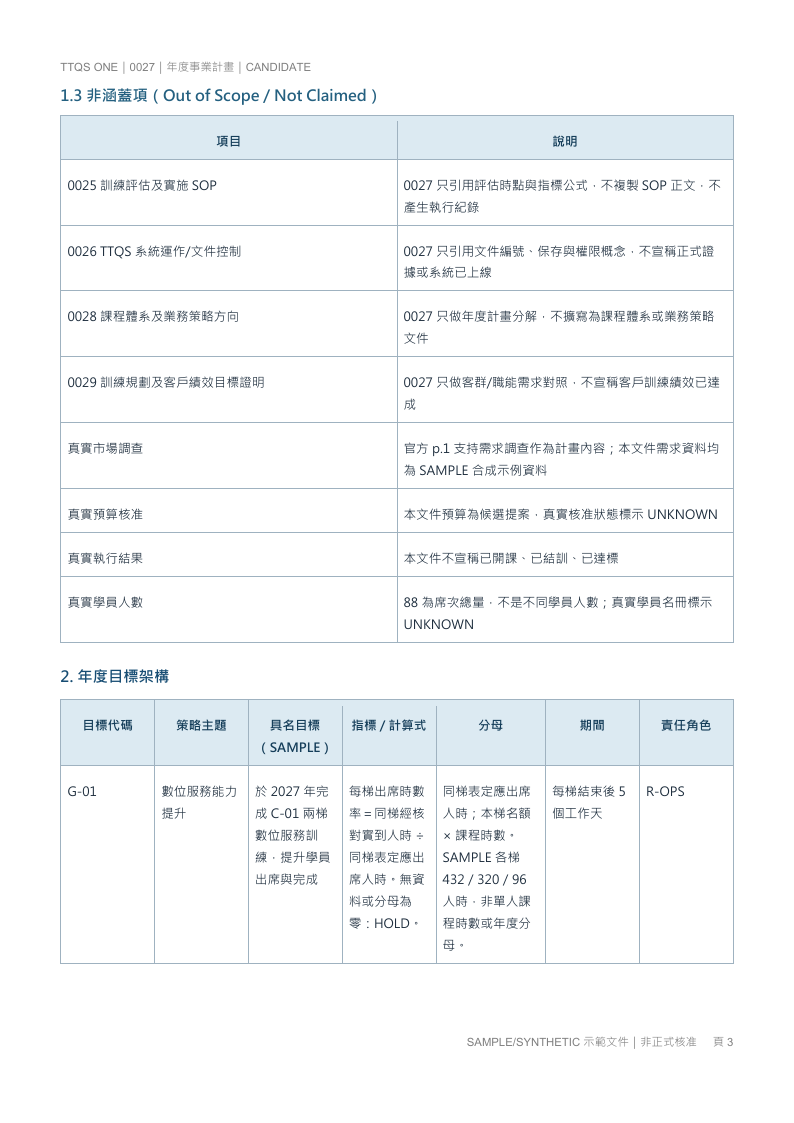 TTQS ONE｜0027｜年度事業計畫｜CANDIDATE
1.3 非涵蓋項（Out of Scope / Not Claimed）
項目
說明
0025 訓練評估及實施 SOP
0027 只引用評估時點與指標公式，不複製 SOP 正文，不
產生執行紀錄
0026 TTQS 系統運作/文件控制
0027 只引用文件編號、保存與權限概念，不宣稱正式證
據或系統已上線
0028 課程體系及業務策略方向
0027 只做年度計畫分解，不擴寫為課程體系或業務策略
文件
0029 訓練規劃及客戶績效目標證明
0027 只做客群/職能需求對照，不宣稱客戶訓練績效已達
成
真實市場調查
官方 p.1 支持需求調查作為計畫內容；本文件需求資料均
為 SAMPLE 合成示例資料
真實預算核准
本文件預算為候選提案，真實核准狀態標示 UNKNOWN
真實執行結果
本文件不宣稱已開課、已結訓、已達標
真實學員人數
88 為席次總量，不是不同學員人數；真實學員名冊標示
UNKNOWN
2. 年度目標架構
目標代碼
策略主題
具名目標
（SAMPLE）
指標 / 計算式
分母
期間
責任角色
G-01
數位服務能力
提升
於 2027 年完
成 C-01 兩梯
數位服務訓
練，提升學員
出席與完成
每梯出席時數
率＝同梯經核
對實到人時 ÷
同梯表定應出
席人時。無資
料或分母為
零：HOLD。
同梯表定應出席
人時；本梯名額
× 課程時數。
SAMPLE 各梯
432 / 320 / 96
人時，非單人課
程時數或年度分
母。
每梯結束後 5
個工作天
R-OPS
SAMPLE/SYNTHETIC 示範文件｜非正式核准 頁 3